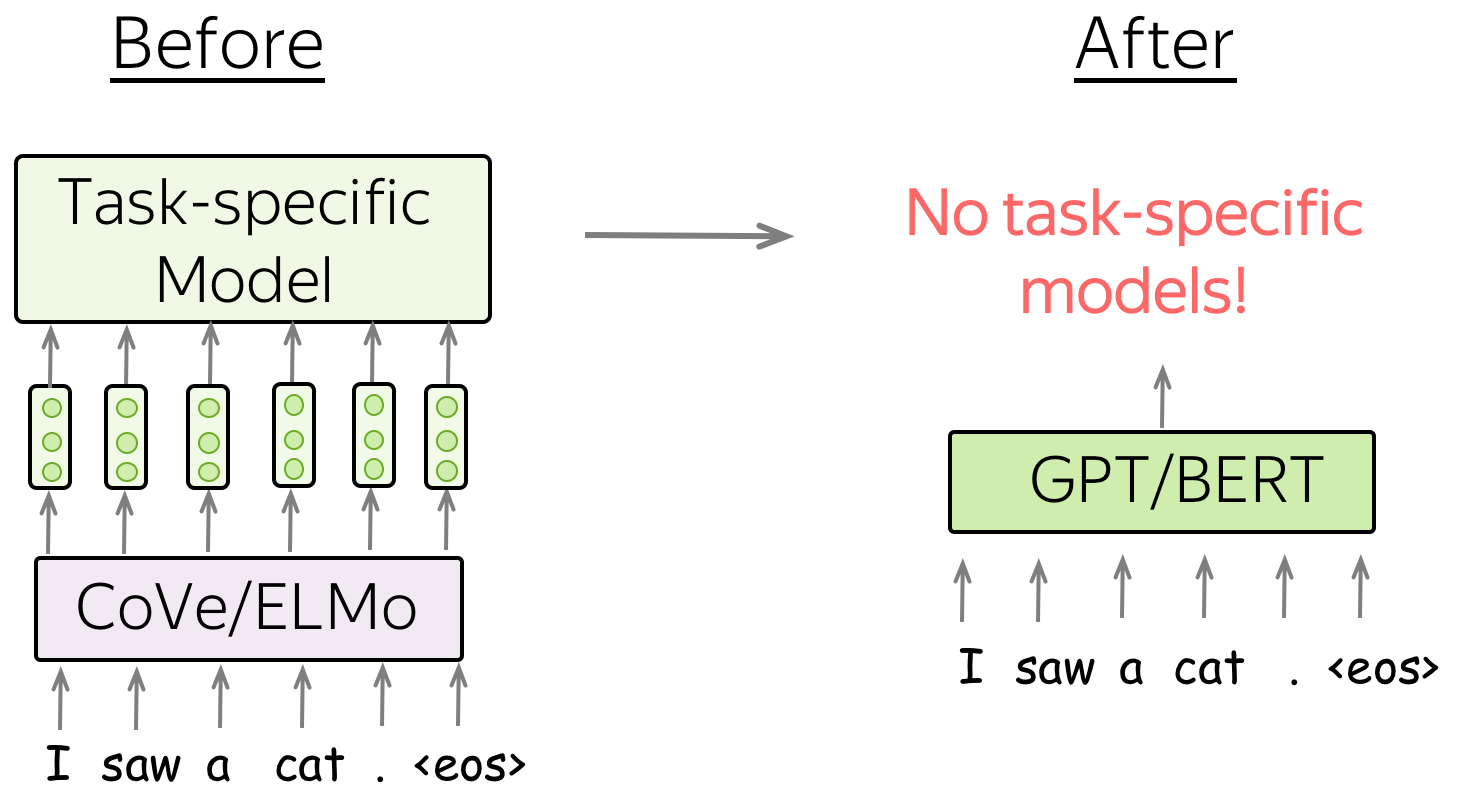 Before
Task-specific
Model
CoVe/ELMo
I saw a cat . <eos>
After
No task-specific
models!
GPT/BERT
I saw a cat . <eos>